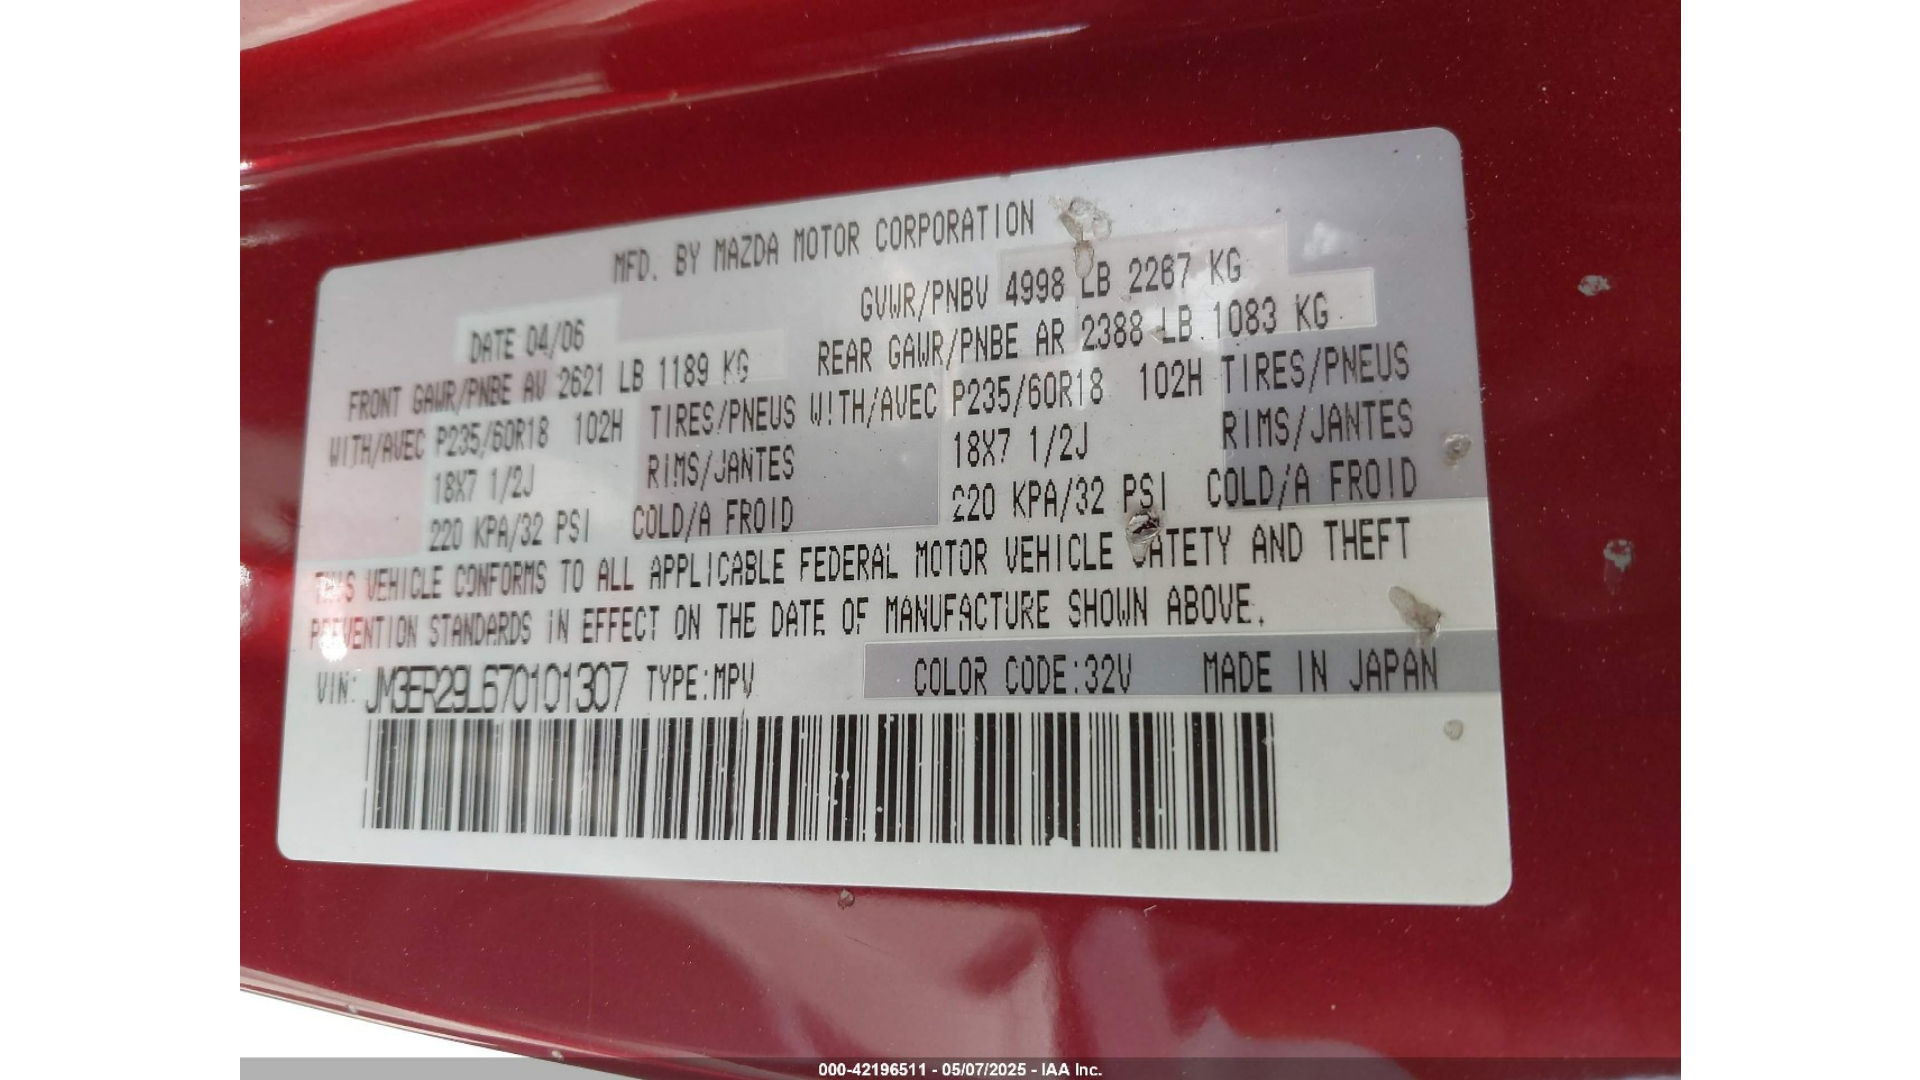 MFD. BY MAZDA MOTOR CORPORATION
DATE 04/06
GVWR/PNBV 4998 LB 2267 KG
FRONT GAWR/PNBE AV 2621 LB 1189 KG
REAR GAWR/PNBE AR 2388 LB 1083 KG
WITH/AVEC P235/60R18 102H TIRES/PNEUS
WITH/AVEC P235/60R18 102H TIRES/PNEUS
18X7 1/2J RIMS/JANTES
18X7 1/2J RIMS/JANTES
220 KPA/32 PSI COLD/A FROID
220 KPA/32 PSI COLD/A FROID
THIS VEHICLE CONFORMS TO ALL APPLICABLE FEDERAL MOTOR VEHICLE SAFETY AND THEFT
PREVENTION STANDARDS IN EFFECT ON THE DATE OF MANUFACTURE SHOWN ABOVE.
VIN: JM3ER29L670101307 TYPE:MPV COLOR CODE:32V MADE IN JAPAN
000-42196511 - 05/07/2025 - IAA Inc.